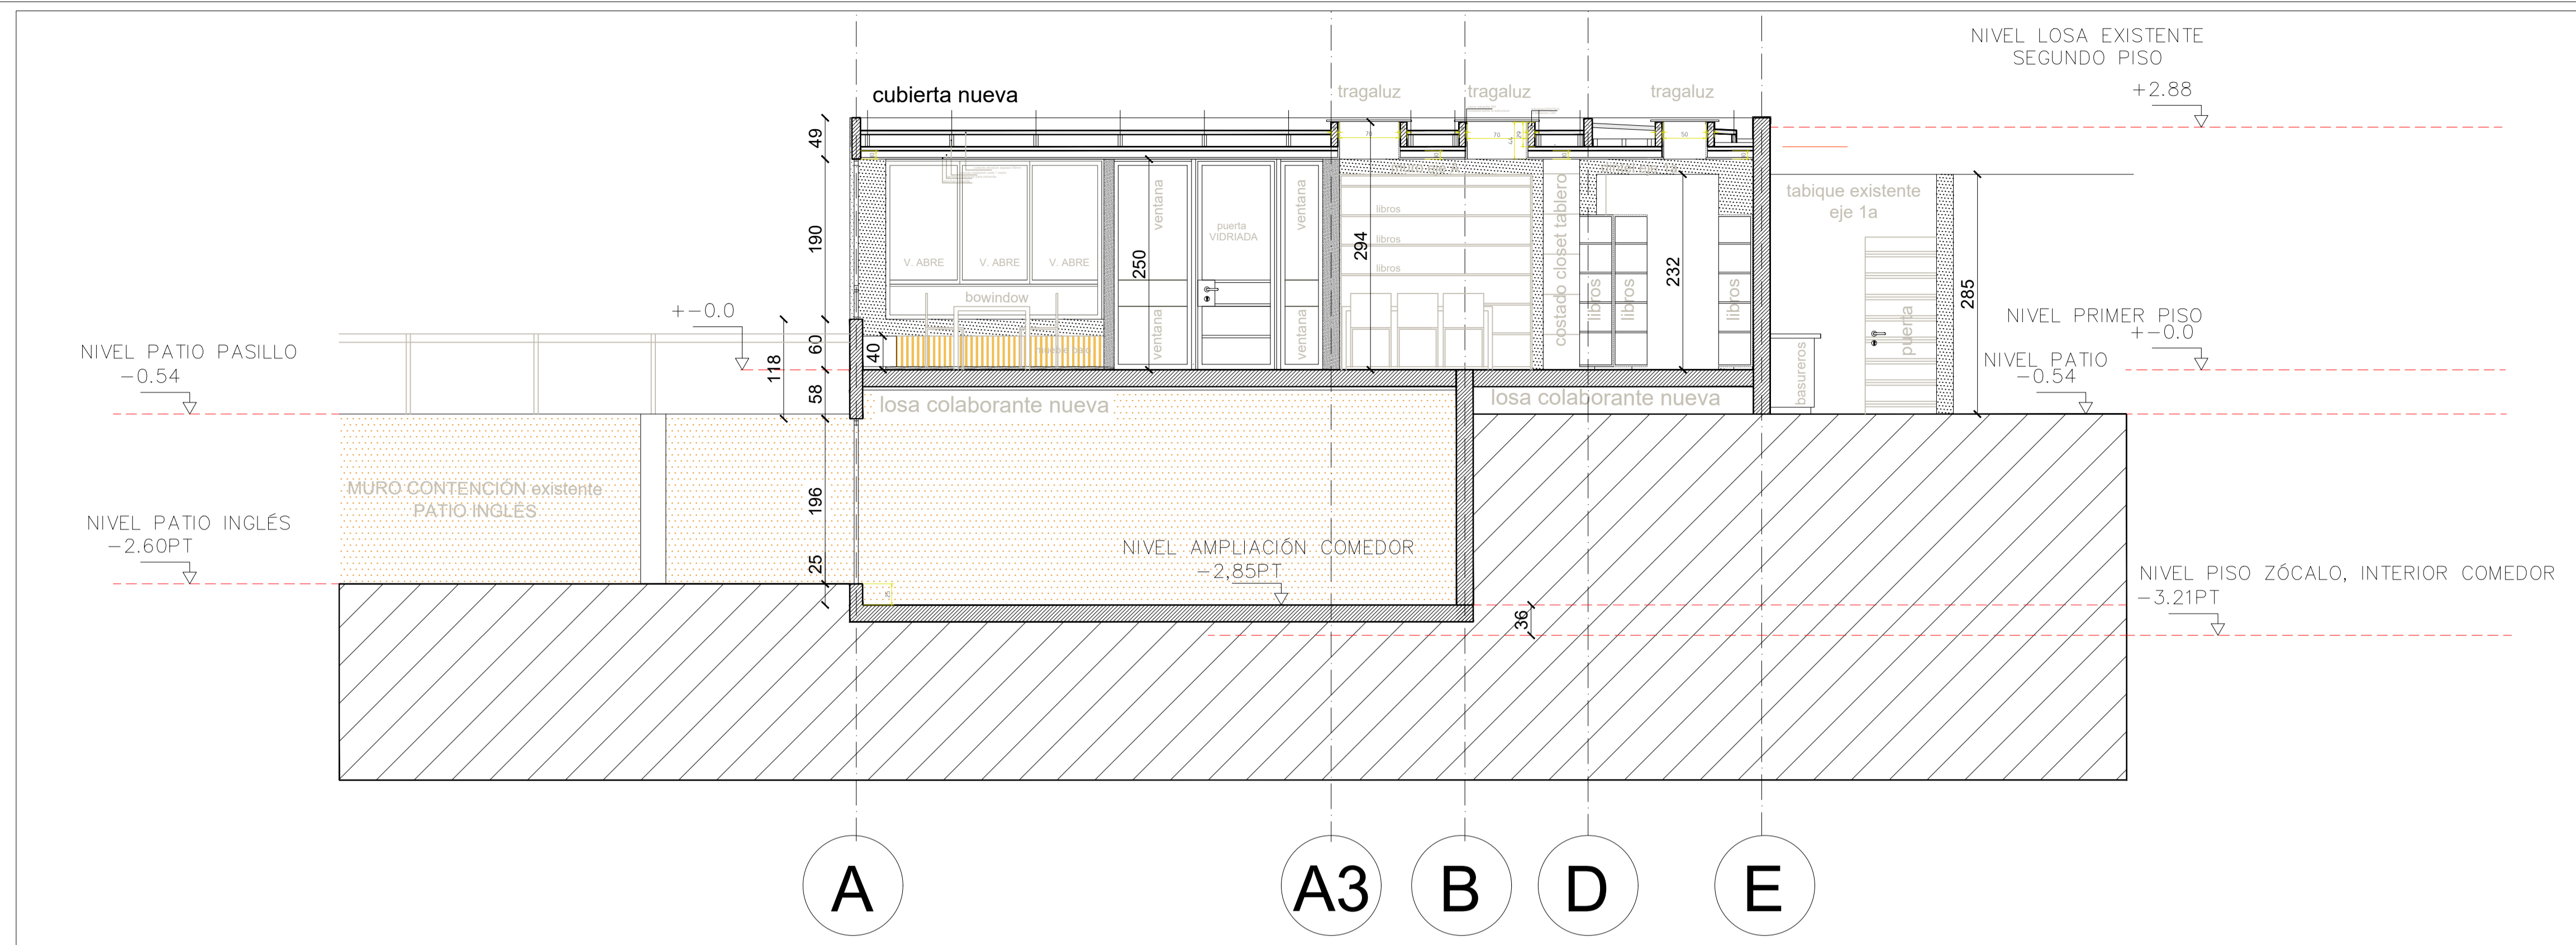 NIVEL LOSA EXISTENTE
SEGUNDO PISO
+2.88
cubierta nueva
tragaluz
tragaluz
tragaluz
49
70
70
50
190
ventana
puerta
VIDRIADA
ventana
250
V. ABRE
V. ABRE
V. ABRE
bowindow
294
libros
libros
libros
costado closet tablero
libros
libros
232
libros
tabique existente
eje 1a
puerta
285
basureros
+-0.0
NIVEL PATIO PASILLO
-0.54
118
60
40
58
ventana
ventana
NIVEL PRIMER PISO
+-0.0
NIVEL PATIO
-0.54
losa colaborante nueva
losa colaborante nueva
MURO CONTENCIÓN existente
PATIO INGLÉS
196
NIVEL PATIO INGLÉS
-2.60PT
25
25
NIVEL AMPLIACIÓN COMEDOR
-2,85PT
36
NIVEL PISO ZÓCALO, INTERIOR COMEDOR
-3.21PT
A
A3
B
D
E